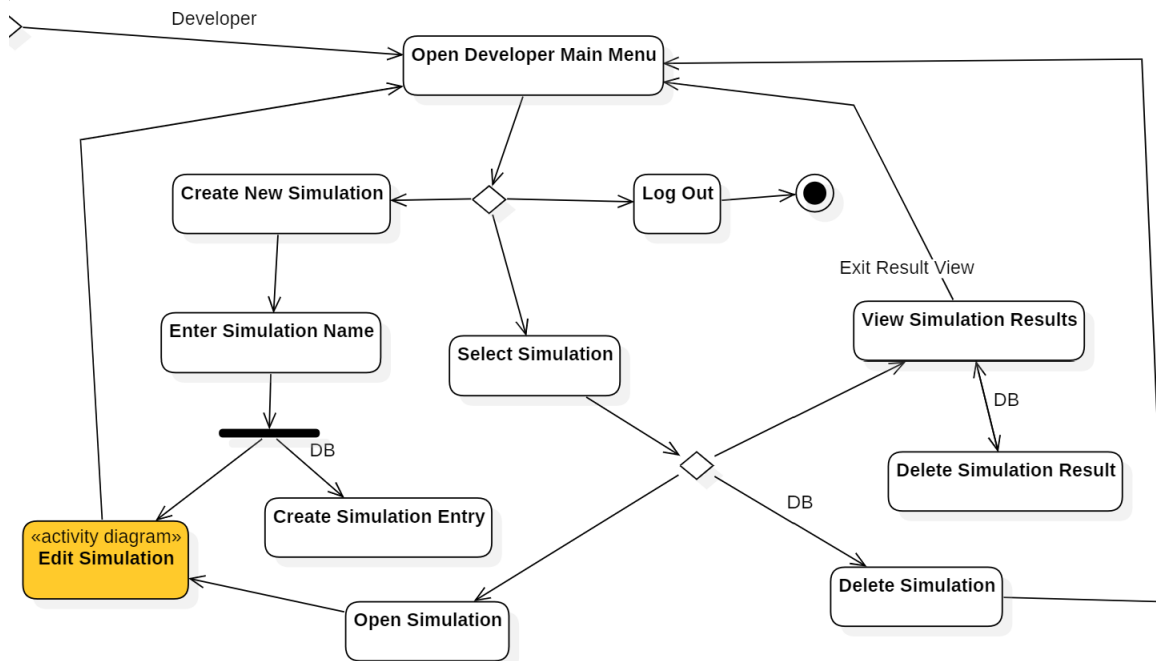 Developer
Open Developer Main Menu
Create New Simulation
Log Out
Exit Result View
View Simulation Results
Enter Simulation Name
Select Simulation
DB
DB
Delete Simulation Result
DB
Create Simulation Entry
«activity diagram»
Edit Simulation
Delete Simulation
Open Simulation